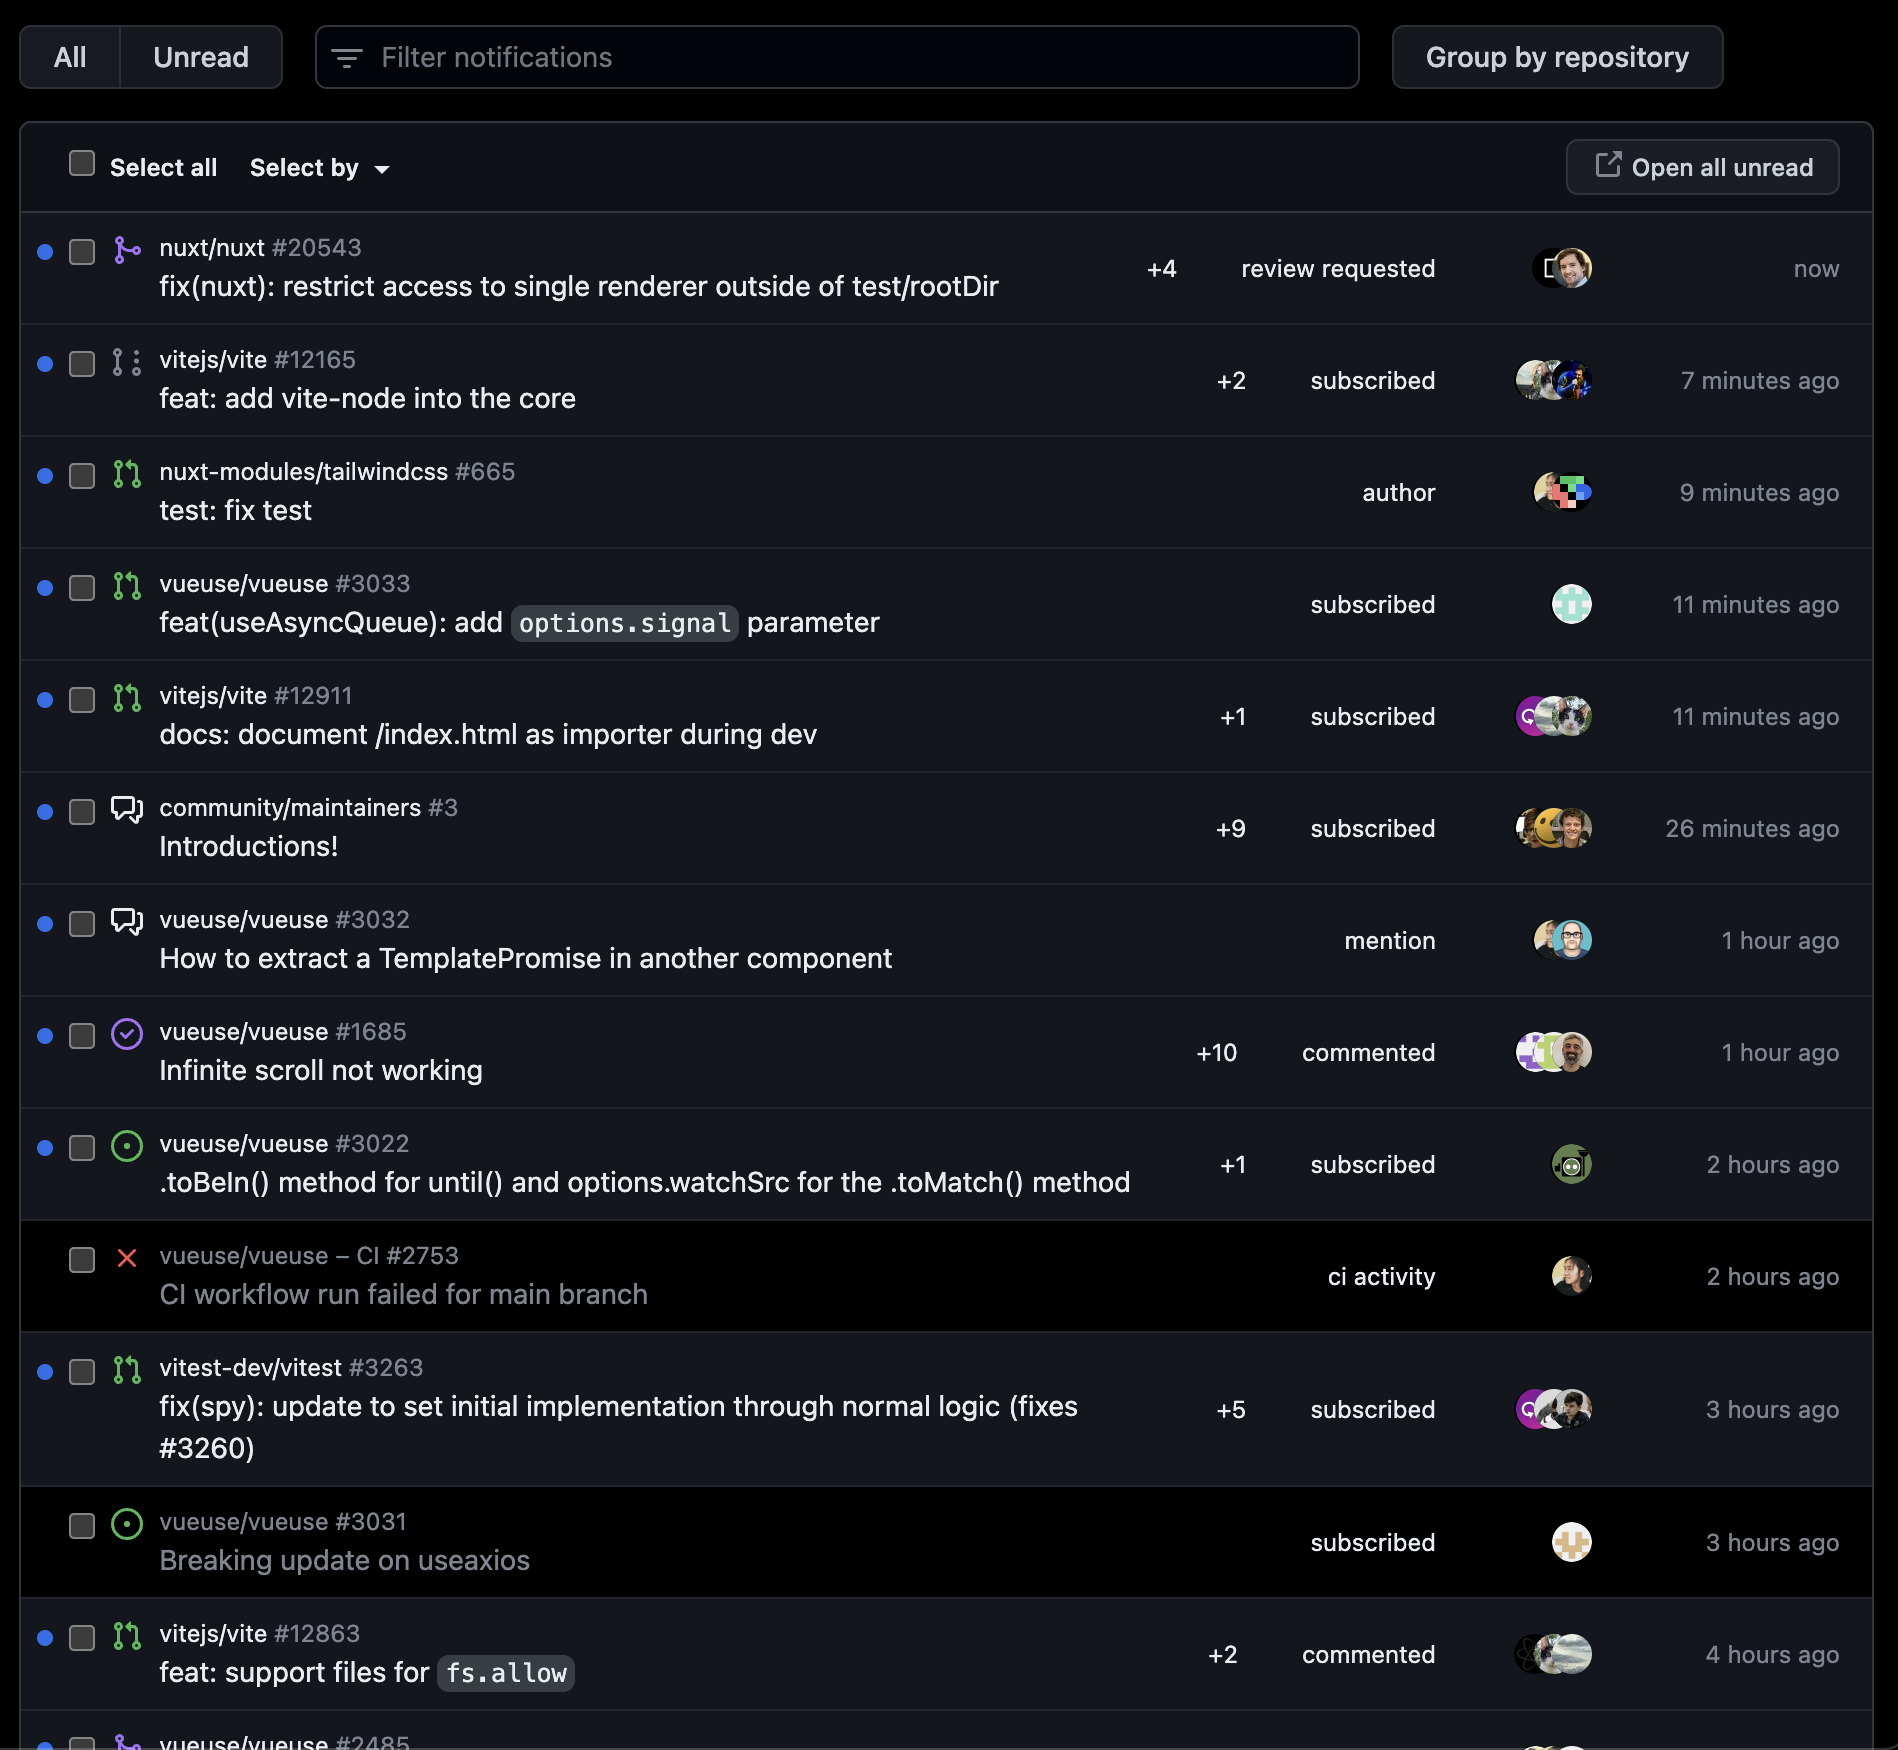 All Unread Filter notifications Group by repository
Select all Select by Open all unread
nuxt/nuxt #20543
fix(nuxt): restrict access to single renderer outside of test/rootDir
+4 review requested now
vitejs/vite #12165
feat: add vite-node into the core
+2 subscribed 7 minutes ago
nuxt-modules/tailwindcss #665
test: fix test
author 9 minutes ago
vueuse/vueuse #3033
feat(useAsyncQueue): add options.signal parameter
subscribed 11 minutes ago
vitejs/vite #12911
docs: document /index.html as importer during dev
+1 subscribed 11 minutes ago
community/maintainers #3
Introductions!
+9 subscribed 26 minutes ago
vueuse/vueuse #3032
How to extract a TemplatePromise in another component
mention 1 hour ago
vueuse/vueuse #1685
Infinite scroll not working
+10 commented 1 hour ago
vueuse/vueuse #3022
.toBeIn() method for until() and options.watchSrc for the .toMatch() method
+1 subscribed 2 hours ago
vueuse/vueuse – CI #2753
CI workflow run failed for main branch
ci activity 2 hours ago
vitest-dev/vitest #3263
fix(spy): update to set initial implementation through normal logic (fixes
#3260)
+5 subscribed 3 hours ago
vueuse/vueuse #3031
Breaking update on useaxios
subscribed 3 hours ago
vitejs/vite #12863
feat: support files for fs.allow
+2 commented 4 hours ago
vueuse/vueuse #2485